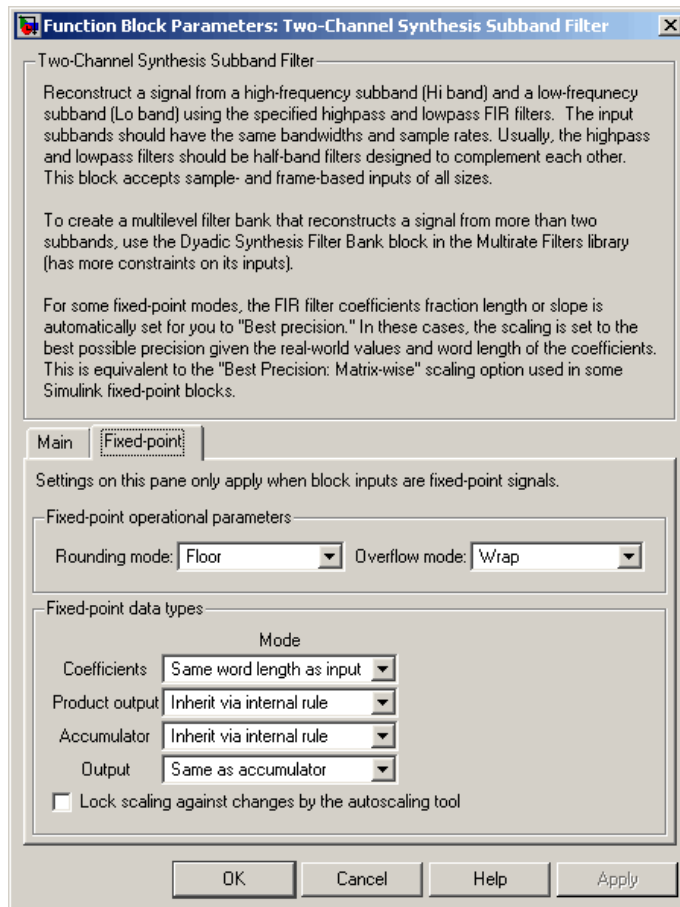 Function Block Parameters: Two-Channel Synthesis Subband Filter
Two-Channel Synthesis Subband Filter
Reconstruct a signal from a high-frequency subband (Hi band) and a low-frequnecy
subband (Lo band) using the specified highpass and lowpass FIR filters.  The input
subbands should have the same bandwidths and sample rates. Usually, the highpass
and lowpass filters should be half-band filters designed to complement each other.
This block accepts sample- and frame-based inputs of all sizes.
To create a multilevel filter bank that reconstructs a signal from more than two
subbands, use the Dyadic Synthesis Filter Bank block in the Multirate Filters library
(has more constraints on its inputs).
For some fixed-point modes, the FIR filter coefficients fraction length or slope is
automatically set for you to "Best precision." In these cases, the scaling is set to the
best possible precision given the real-world values and word length of the coefficients.
This is equivalent to the "Best Precision: Matrix-wise" scaling option used in some
Simulink fixed-point blocks.
Main Fixed-point
Settings on this pane only apply when block inputs are fixed-point signals.
Fixed-point operational parameters
Rounding mode: Floor Overflow mode: Wrap
Fixed-point data types
Mode
Coefficients Same word length as input
Product output Inherit via internal rule
Accumulator Inherit via internal rule
Output Same as accumulator
Lock scaling against changes by the autoscaling tool
OK Cancel Help Apply